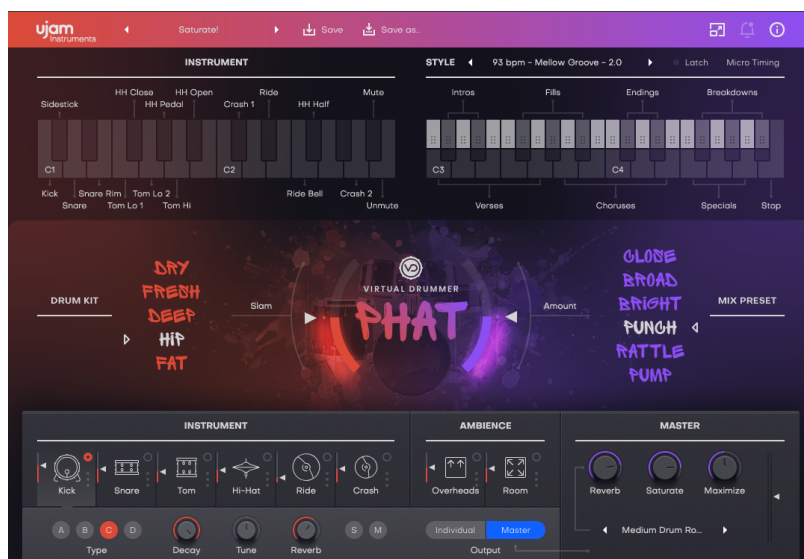 ujam instruments
Saturate!
Save
Save as..
INSTRUMENT
STYLE 93 bpm - Mellow Groove - 2.0 Latch Micro Timing
HH Close HH Open Ride Mute
Sidestick HH Pedal Crash 1 HH Half
Intros Fills Endings Breakdowns
C1 C2
C3 C4
Kick Snare Rim Tom Lo 2 Ride Bell Crash 2
Snare Tom Lo 1 Tom Hi Unmute
Verses Choruses Specials Stop
DRUM KIT
DRY
FRESH
DEEP
HIP
FAT
Slam
VD
VIRTUAL DRUMMER
PHAT
Amount
CLOSE
BROAD
BRIGHT
PUNCH
RATTLE
PUMP
MIX PRESET
INSTRUMENT
Kick Snare Tom Hi-Hat Ride Crash
A B C D S M
Type Decay Tune Reverb
AMBIENCE
Overheads Room
Individual Master
Output
MASTER
Reverb Saturate Maximize
Medium Drum Ro...